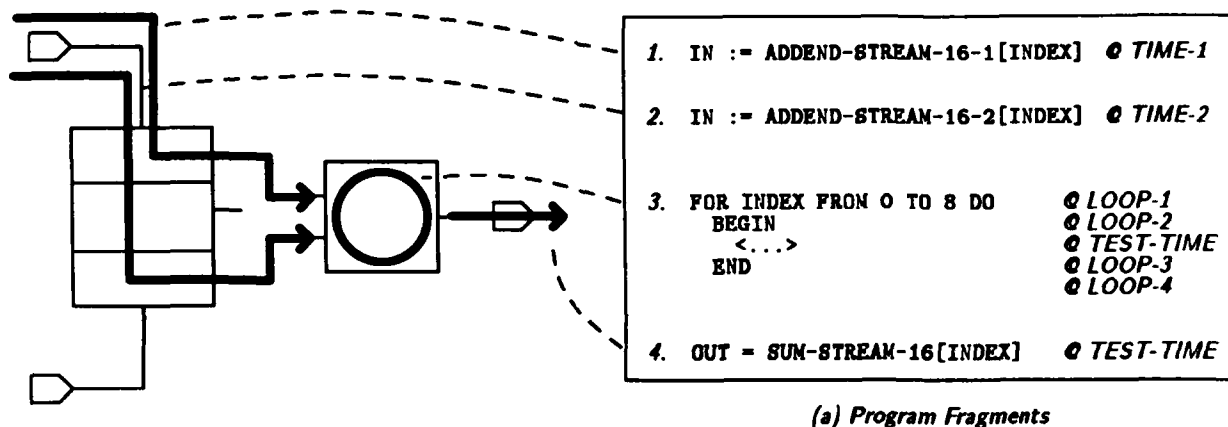 1. IN := ADDEND-STREAM-16-1[INDEX] @ TIME-1
2. IN := ADDEND-STREAM-16-2[INDEX] @ TIME-2
3. FOR INDEX FROM 0 TO 8 DO @ LOOP-1
BEGIN @ LOOP-2
<...> @ TEST-TIME
END @ LOOP-3
@ LOOP-4
4. OUT = SUM-STREAM-16[INDEX] @ TEST-TIME
(a) Program Fragments